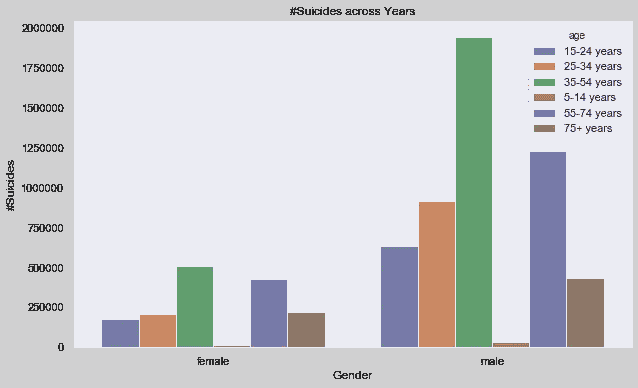 #Suicides across Years
#Suicides
2000000
1750000
1500000
1250000
1000000
750000
500000
250000
0
age
15-24 years
25-34 years
35-54 years
5-14 years
55-74 years
75+ years
female
male
Gender